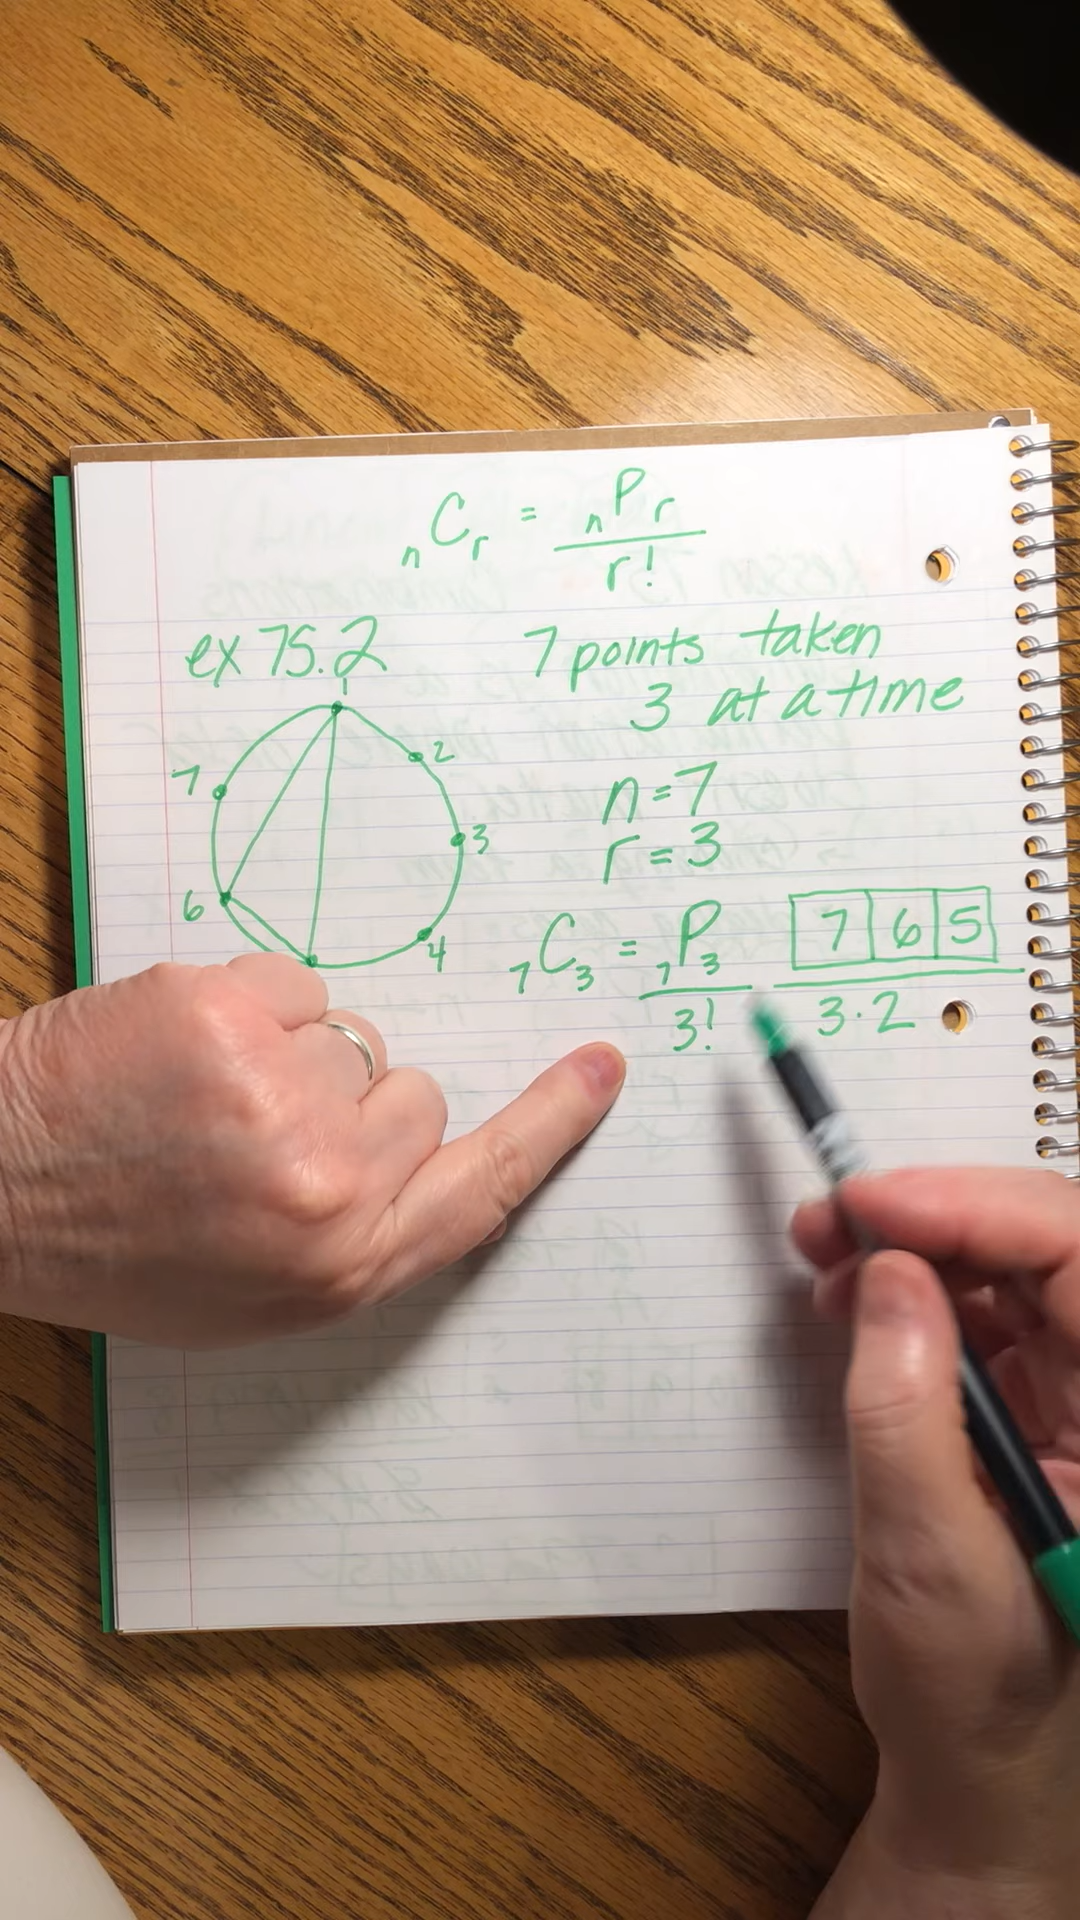 nCr = nPr
r!
ex 75.2
7 points taken
3 at a time
1
2
3
4
6
7
n=7
r=3
7C3 = 7P3
3!
7 6 5
3·2